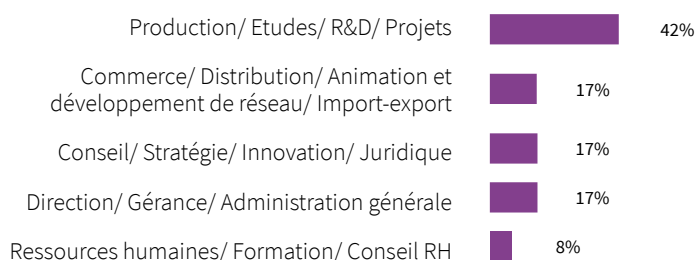 Production/ Etudes/ R&D/ Projets 42%
Commerce/ Distribution/ Animation et
développement de réseau/ Import-export 17%
Conseil/ Stratégie/ Innovation/ Juridique 17%
Direction/ Gérance/ Administration générale 17%
Ressources humaines/ Formation/ Conseil RH 8%